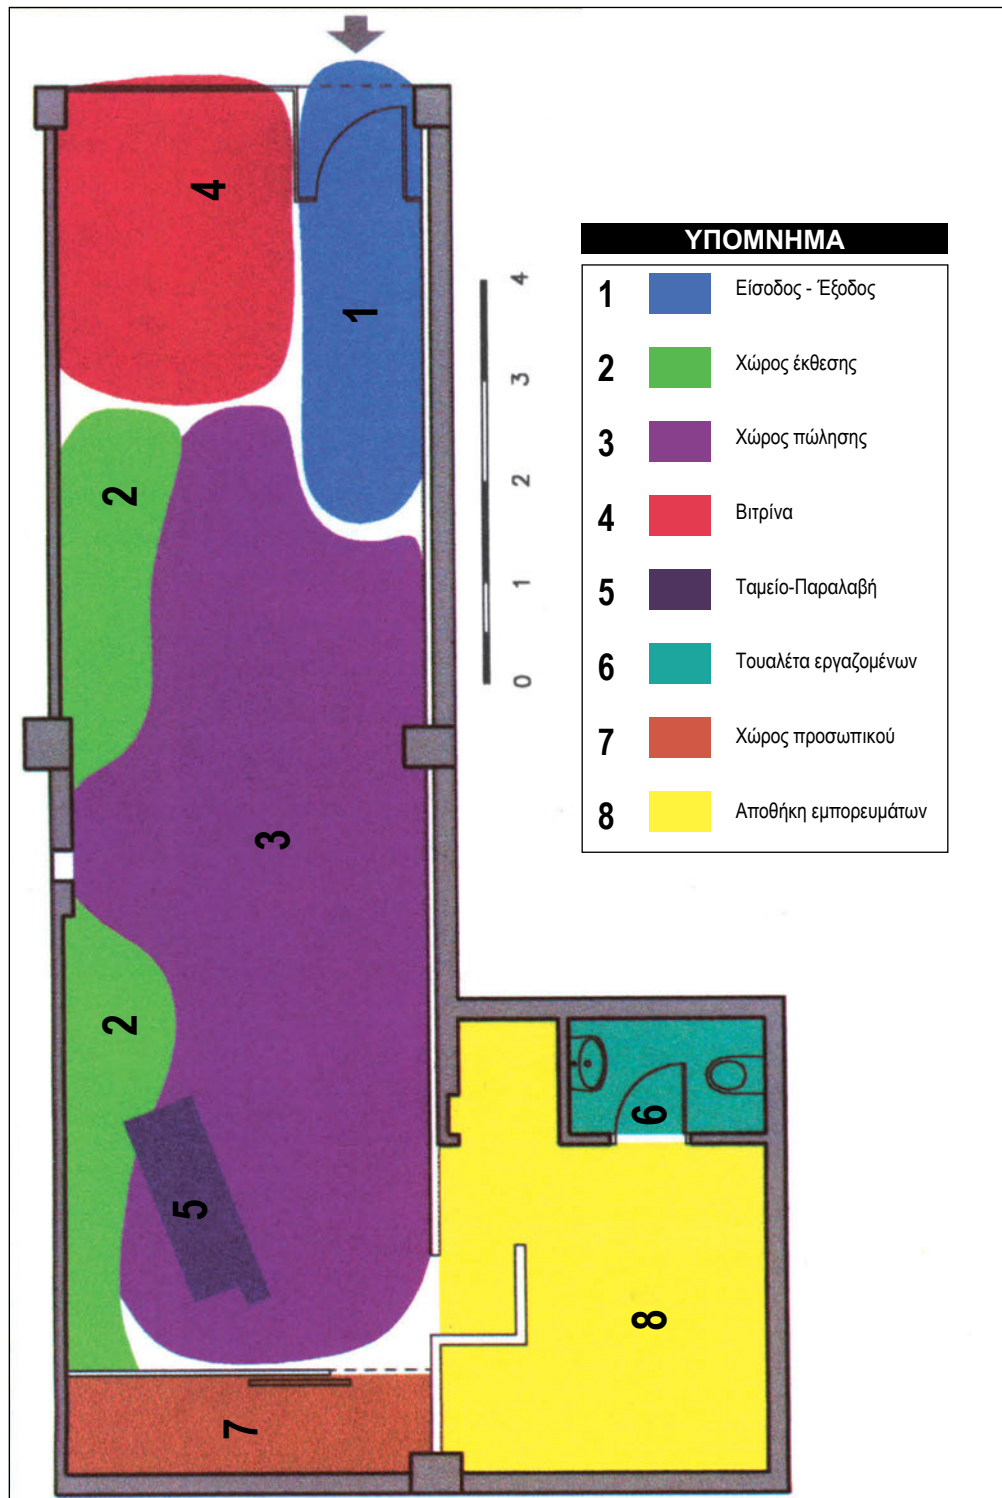 4
1
2
3
2
5
6
8
7
4
3
2
1
0
ΥΠΟΜΝΗΜΑ
1 Είσοδος - Έξοδος
2 Χώρος έκθεσης
3 Χώρος πώλησης
4 Βιτρίνα
5 Ταμείο-Παραλαβή
6 Τουαλέτα εργαζομένων
7 Χώρος προσωπικού
8 Αποθήκη εμπορευμάτων